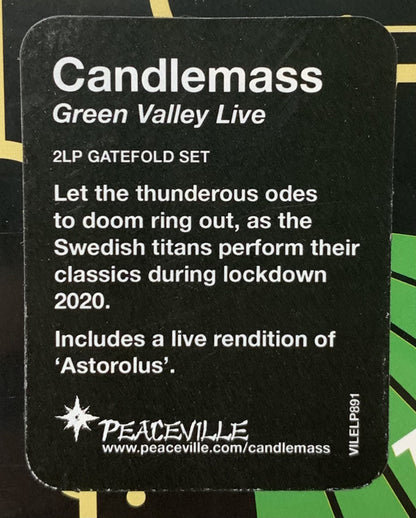 Candlemass
Green Valley Live
2LP GATEFOLD SET
Let the thunderous odes
to doom ring out, as the
Swedish titans perform their
classics during lockdown
2020.
Includes a live rendition of
‘Astorolus’.
PEACEVILLE
www.peaceville.com/candlemass
VILELP891